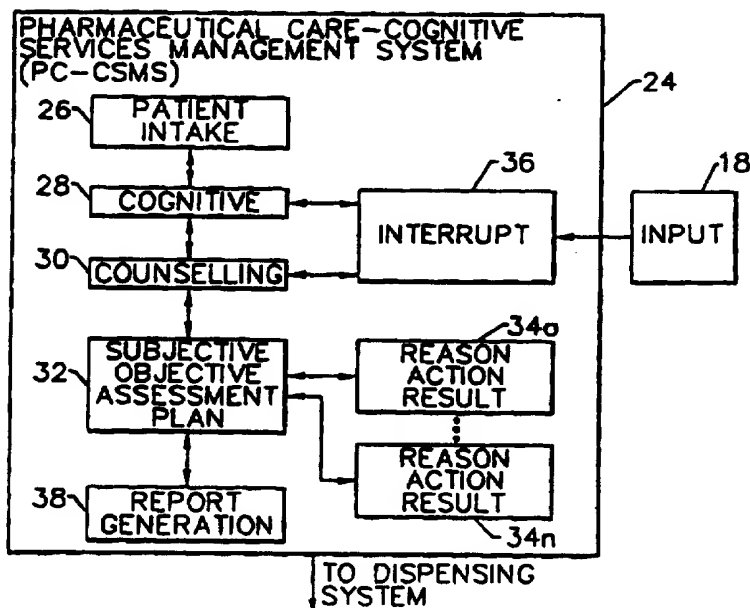 PHARMACEUTICAL CARE-COGNITIVE
SERVICES MANAGEMENT SYSTEM
(PC-CSMS)
24
26
PATIENT
INTAKE
28
COGNITIVE
36
INTERRUPT
18
INPUT
30
COUNSELLING
32
SUBJECTIVE
OBJECTIVE
ASSESSMENT
PLAN
34a
REASON
ACTION
RESULT
REASON
ACTION
RESULT
34n
38
REPORT
GENERATION
TO DISPENSING
SYSTEM